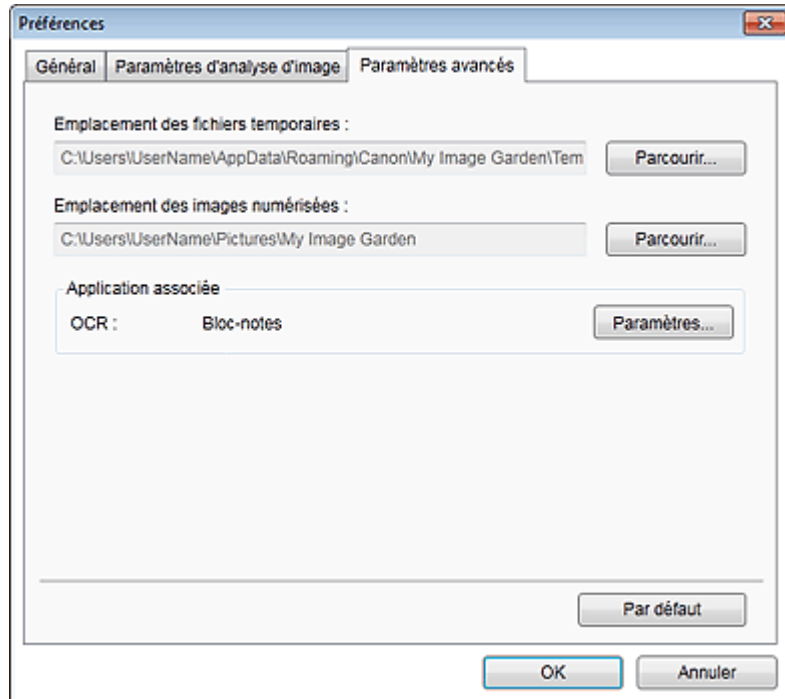 Préférences
Général Paramètres d'analyse d'image Paramètres avancés
Emplacement des fichiers temporaires :
C:\Users\UserName\AppData\Roaming\Canon\My Image Garden\Tem Parcourir...
Emplacement des images numérisées :
C:\Users\UserName\Pictures\My Image Garden Parcourir...
Application associée
OCR : Bloc-notes Paramètres...
Par défaut
OK Annuler